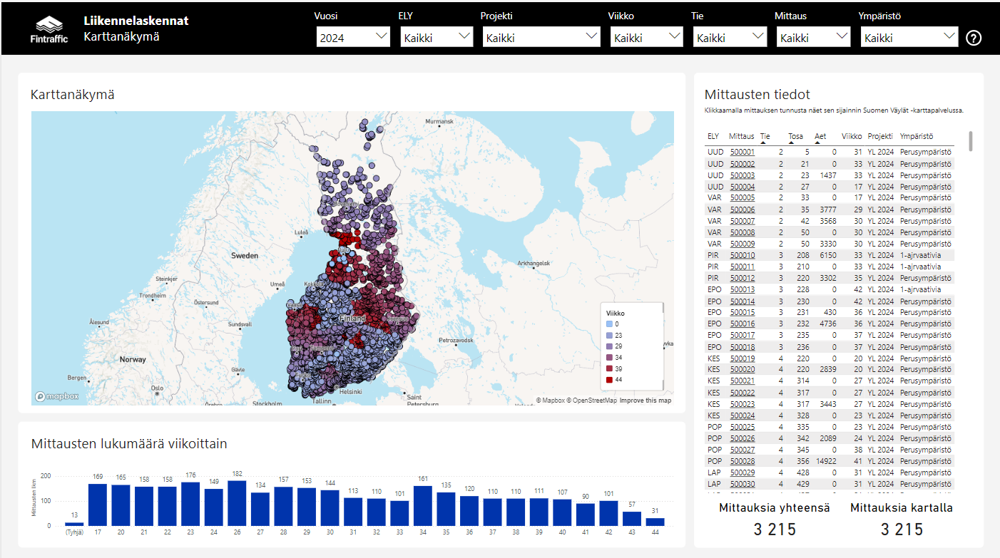 Fintraffic
Liikennelaskennat
Karttanäkymä
Vuosi ELY Projekti Viikko Tie Mittaus Ympäristö
2024 Kaikki Kaikki Kaikki Kaikki Kaikki Kaikki
?
Karttanäkymä
Murmansk
Luleå
Oulu
Sweden
Arkhangelsk
Steinkjer
Umeå
Trondheim
Östersund
Finland
Ålesund
Sundsvall
Petrozavodsk
Norway
Bergen
Gävle
Oslo
Helsinki
Saint
Petersburg
Örebro
Stockholm
Tallinn
mapbox
© Mapbox © OpenStreetMap Improve this map
Viikko
0
23
29
34
39
44
Mittausten lukumäärä viikoittain
Mittausten lkm
200
100
0
13 169 165 158 158 176 149 182 134 157 153 144 113 110 101 161 135 120 110 110 111 107 90 101 57 31
(Tyhjä) 17 20 21 22 23 24 26 27 28 29 30 31 32 33 34 35 36 37 38 39 40 41 42 43 44
Mittausten tiedot
Klikkaamalla mittauksen tunnusta näet sen sijainnin Suomen Väylät -karttapalvelussa.
ELY Mittaus Tie Tosa Aet Viikko Projekti Ympäristö
UUD 500001 2 5 0 31 YL 2024 Perusympäristö
UUD 500002 2 21 0 33 YL 2024 Perusympäristö
UUD 500003 2 23 1437 33 YL 2024 Perusympäristö
UUD 500004 2 27 0 17 YL 2024 Perusympäristö
VAR 500005 2 33 0 17 YL 2024 Perusympäristö
VAR 500006 2 35 3777 29 YL 2024 Perusympäristö
VAR 500007 2 42 3568 30 YL 2024 Perusympäristö
VAR 500008 2 50 0 30 YL 2024 Perusympäristö
VAR 500009 2 50 3330 30 YL 2024 Perusympäristö
PIR 500010 3 208 6150 33 YL 2024 1-ajrvaativia
PIR 500011 3 210 0 33 YL 2024 1-ajrvaativia
PIR 500012 3 220 3302 35 YL 2024 Perusympäristö
EPO 500013 3 228 0 42 YL 2024 1-ajrvaativia
EPO 500014 3 230 0 42 YL 2024 Perusympäristö
EPO 500015 3 231 430 36 YL 2024 Perusympäristö
EPO 500016 3 232 4736 36 YL 2024 Perusympäristö
EPO 500017 3 235 0 37 YL 2024 Perusympäristö
EPO 500018 3 236 0 37 YL 2024 Perusympäristö
KES 500019 4 220 0 20 YL 2024 Perusympäristö
KES 500020 4 220 2839 20 YL 2024 Perusympäristö
KES 500021 4 314 0 27 YL 2024 Perusympäristö
KES 500022 4 317 0 27 YL 2024 Perusympäristö
KES 500023 4 317 3443 27 YL 2024 Perusympäristö
KES 500024 4 328 0 23 YL 2024 Perusympäristö
POP 500025 4 335 0 23 YL 2024 Perusympäristö
POP 500026 4 342 2089 24 YL 2024 Perusympäristö
POP 500027 4 345 0 38 YL 2024 Perusympäristö
POP 500028 4 356 14922 41 YL 2024 Perusympäristö
LAP 500029 4 428 0 31 YL 2024 Perusympäristö
LAP 500030 4 429 0 31 YL 2024 Perusympäristö
Mittauksia yhteensä Mittauksia kartalla
3 215 3 215